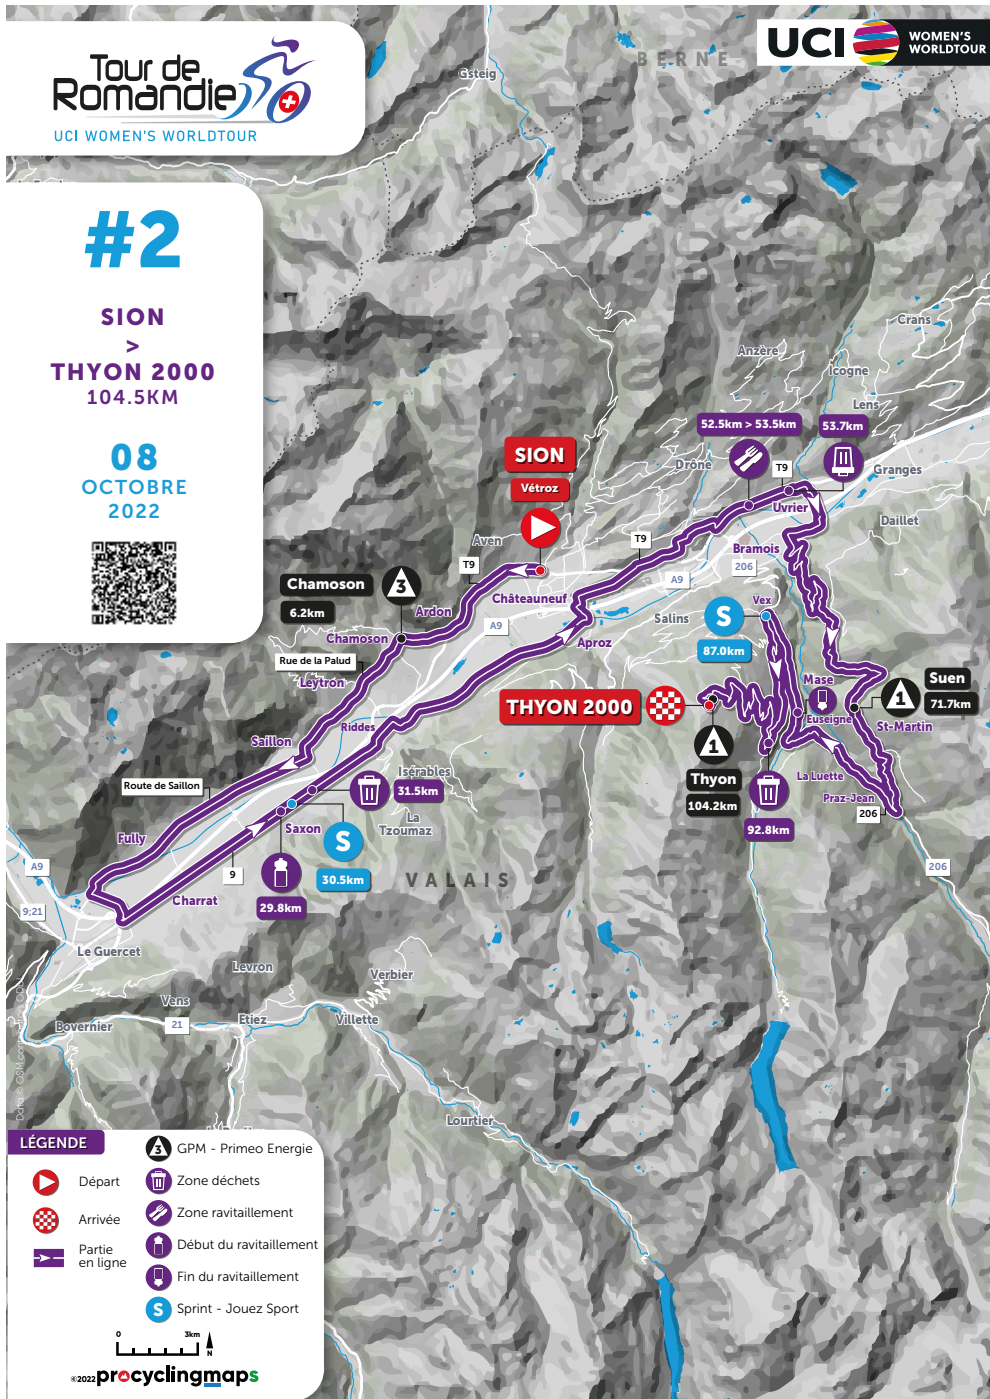 Tour de
Romandie
UCI WOMEN'S WORLDTOUR
UCI
WOMEN'S
WORLDTOUR
#2
SION
>
THYON 2000
104.5KM
08
OCTOBRE
2022
BERNE
Gsteig
Crans
Anzère
Icogne
Lens
52.5km > 53.5km
53.7km
SION
Vétroz
Drône
T9
Granges
Uvrier
Daillet
Aven
T9
T9
Bramois
206
A9
Chamoson
3
6.2km
Ardon
Châteauneuf
A9
Vex
S
87.0km
Salins
Chamoson
Aproz
Rue de la Palud
Leytron
Mase
Suen
1
71.7km
THYON 2000
Euseigne
St-Martin
Riddes
Saillon
1
Thyon
104.2km
Isérables
31.5km
La Luette
Route de Saillon
Praz-Jean
206
La
Tzoumaz
92.8km
Saxon
Fully
S
30.5km
A9
9
206
VALAIS
29.8km
Charrat
9;21
Le Guercet
Levron
Verbier
Vens
Bovernier
21
Etiez
Villette
Lourtier
LÉGENDE
Départ
Arrivée
Partie
en ligne
3
GPM - Primeo Energie
Zone déchets
Zone ravitaillement
Début du ravitaillement
Fin du ravitaillement
S
Sprint - Jouez Sport
0
3km
N
©2022 procyclingmaps